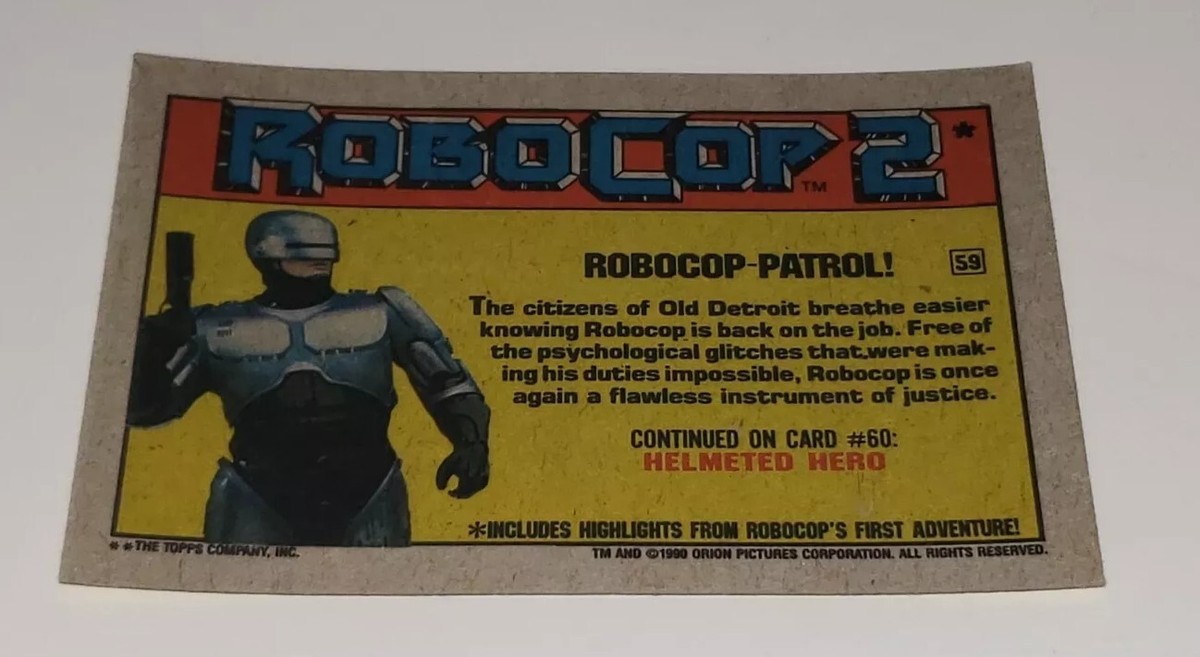 ROBOCOP 2 *
TM
ROBOCOP-PATROL! 59
The citizens of Old Detroit breathe easier
knowing Robocop is back on the job. Free of
the psychological glitches that were mak-
ing his duties impossible, Robocop is once
again a flawless instrument of justice.
CONTINUED ON CARD #60:
HELMETED HERO
*INCLUDES HIGHLIGHTS FROM ROBOCOP'S FIRST ADVENTURE!
* * THE TOPPS COMPANY, INC.
TM AND ©1990 ORION PICTURES CORPORATION. ALL RIGHTS RESERVED.